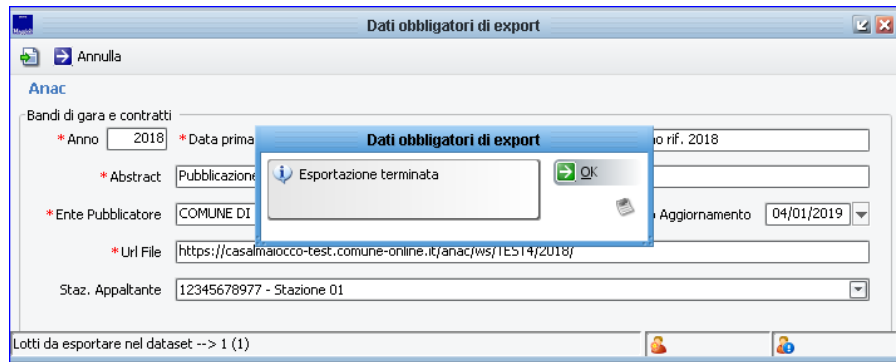 Dati obbligatori di export
Annulla
Anac
Bandi di gara e contratti
*Anno 2018 *Data prima
rif. 2018
Dati obbligatori di export
Esportazione terminata
OK
*Abstract Pubblicazione
*Ente Pubblicatore COMUNE DI
Aggiornamento 04/01/2019
*Url File https://casalmaiocco-test.comune-online.it/anac/ws/TEST4/2018/
Staz. Appaltante 12345678977 - Stazione 01
Lotti da esportare nel dataset --> 1 (1)